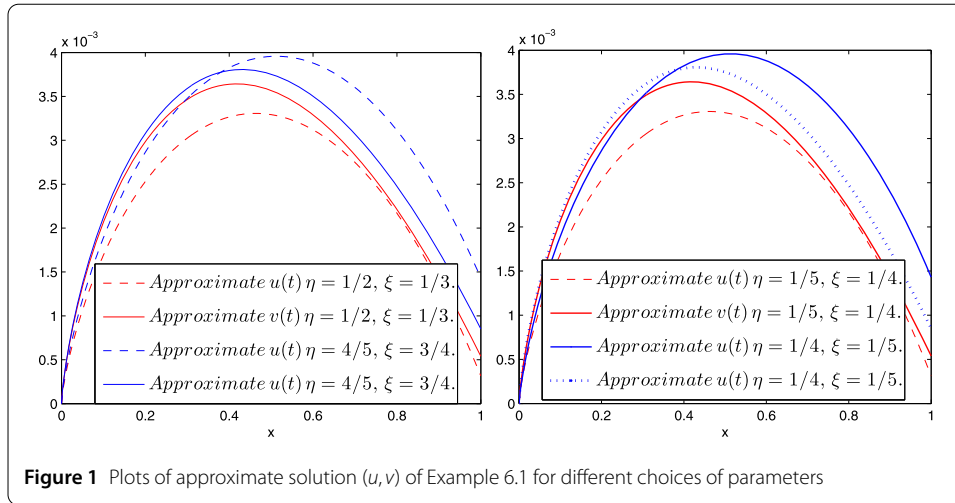 x 10⁻³
4
3.5
3
2.5
2
1.5
1
0.5
0
0
0.2
0.4
0.6
0.8
1
x
Approximate u(t) η = 1/2, ξ = 1/3.
Approximate v(t) η = 1/2, ξ = 1/3.
Approximate u(t) η = 4/5, ξ = 3/4.
Approximate u(t) η = 4/5, ξ = 3/4.
x 10⁻³
4
3.5
3
2.5
2
1.5
1
0.5
0
0
0.2
0.4
0.6
0.8
1
x
Approximate u(t) η = 1/5, ξ = 1/4.
Approximate v(t) η = 1/5, ξ = 1/4.
Approximate u(t) η = 1/4, ξ = 1/5.
Approximate u(t) η = 1/4, ξ = 1/5.
Figure 1 Plots of approximate solution (u, v) of Example 6.1 for different choices of parameters